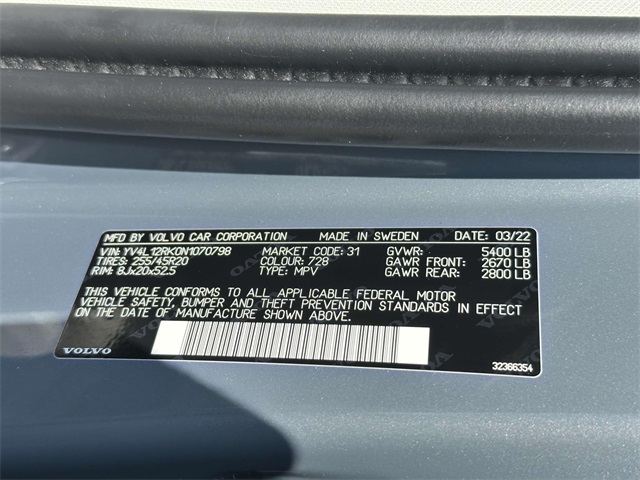 MFD BY VOLVO CAR CORPORATION MADE IN SWEDEN DATE: 03/22
VIN: YV4L12RK0N1070798 MARKET CODE: 31 GVWR: 5400 LB
TIRES: 255/45R20 COLOUR: 728 GAWR FRONT: 2670 LB
RIM: 8Jx20x52.5 TYPE: MPV GAWR REAR: 2800 LB
THIS VEHICLE CONFORMS TO ALL APPLICABLE FEDERAL MOTOR
VEHICLE SAFETY, BUMPER AND THEFT PREVENTION STANDARDS IN EFFECT
ON THE DATE OF MANUFACTURE SHOWN ABOVE.
VOLVO 32366354